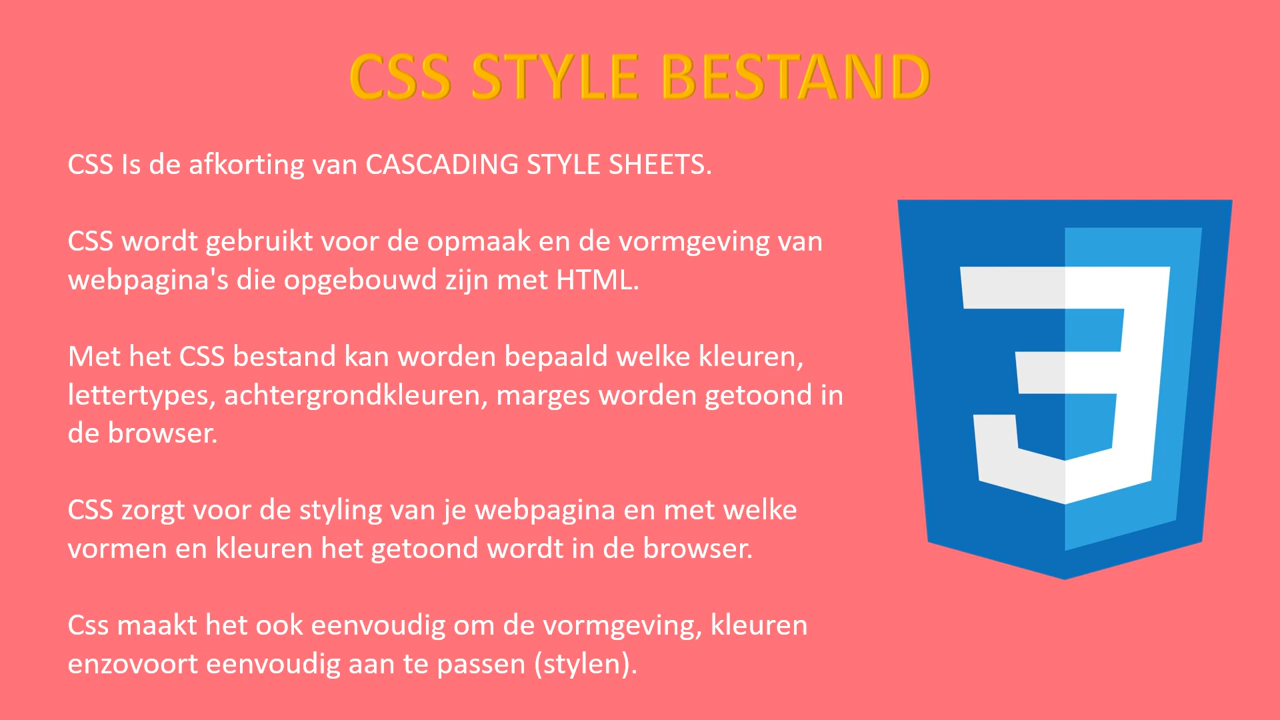 CSS STYLE BESTAND
CSS Is de afkorting van CASCADING STYLE SHEETS.
CSS wordt gebruikt voor de opmaak en de vormgeving van
webpagina's die opgebouwd zijn met HTML.
Met het CSS bestand kan worden bepaald welke kleuren,
lettertypes, achtergrondkleuren, marges worden getoond in
de browser.
CSS zorgt voor de styling van je webpagina en met welke
vormen en kleuren het getoond wordt in de browser.
Css maakt het ook eenvoudig om de vormgeving, kleuren
enzovoort eenvoudig aan te passen (stylen).
3